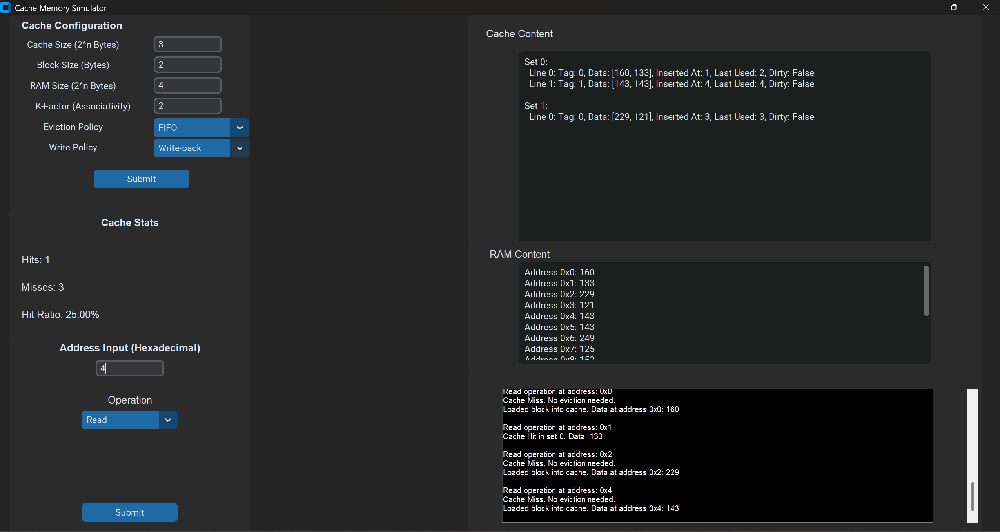 Cache Memory Simulator
Cache Configuration
Cache Size (2^n Bytes) 3
Block Size (Bytes) 2
RAM Size (2^n Bytes) 4
K-Factor (Associativity) 2
Eviction Policy FIFO
Write Policy Write-back
Submit
Cache Stats
Hits: 1
Misses: 3
Hit Ratio: 25.00%
Address Input (Hexadecimal)
4
Operation
Read
Submit
Cache Content
Set 0:
Line 0: Tag: 0, Data: [160, 133], Inserted At: 1, Last Used: 2, Dirty: False
Line 1: Tag: 1, Data: [143, 143], Inserted At: 4, Last Used: 4, Dirty: False
Set 1:
Line 0: Tag: 0, Data: [229, 121], Inserted At: 3, Last Used: 3, Dirty: False
RAM Content
Address 0x0: 160
Address 0x1: 133
Address 0x2: 229
Address 0x3: 121
Address 0x4: 143
Address 0x5: 143
Address 0x6: 249
Address 0x7: 125
Address 0x8: 152
Read operation at address: 0x0
Cache Miss. No eviction needed.
Loaded block into cache. Data at address 0x0: 160
Read operation at address: 0x1
Cache Hit in set 0. Data: 133
Read operation at address: 0x2
Cache Miss. No eviction needed.
Loaded block into cache. Data at address 0x2: 229
Read operation at address: 0x4
Cache Miss. No eviction needed.
Loaded block into cache. Data at address 0x4: 143